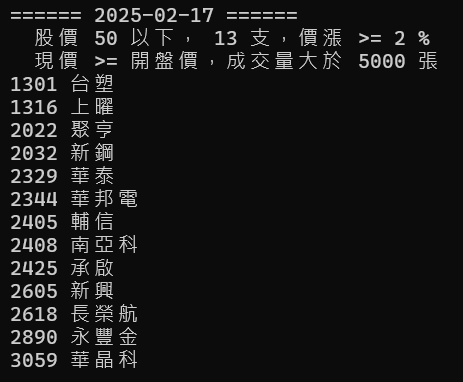 ====== 2025-02-17 ======
股價 50 以下， 13 支，價漲 >= 2 %
現價 >= 開盤價，成交量大於 5000 張
1301 台塑
1316 上曜
2022 聚亨
2032 新鋼
2329 華泰
2344 華邦電
2405 輔信
2408 南亞科
2425 承啟
2605 新興
2618 長榮航
2890 永豐金
3059 華晶科